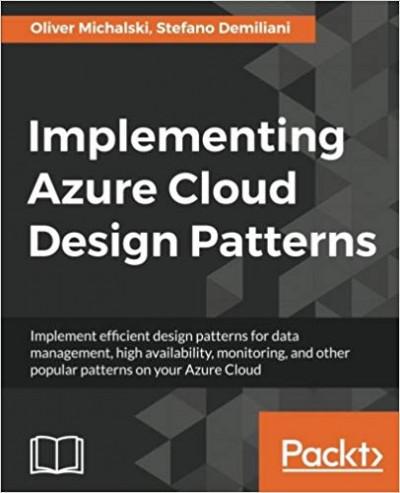 Oliver Michalski, Stefano Demiliani
Implementing
Azure Cloud
Design Patterns
Implement efficient design patterns for data
management, high availability, monitoring, and other
popular patterns on your Azure Cloud
Packt>